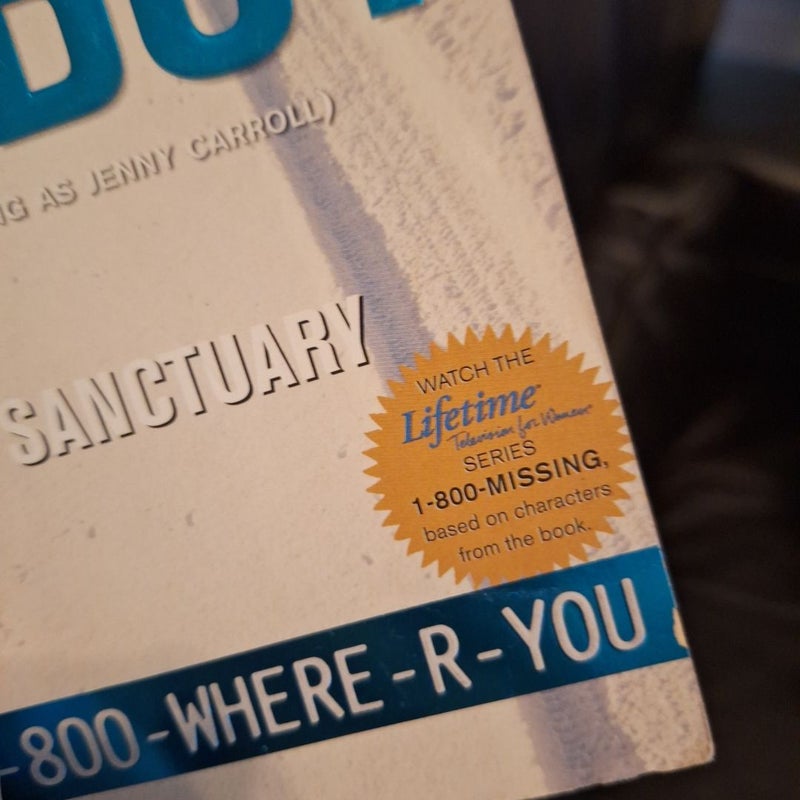 NG AS JENNY CARROLL)
SANCTUARY
WATCH THE
Lifetime™
Television for Women
SERIES
1-800-MISSING,
based on characters
from the book.
-800-WHERE-R-YOU